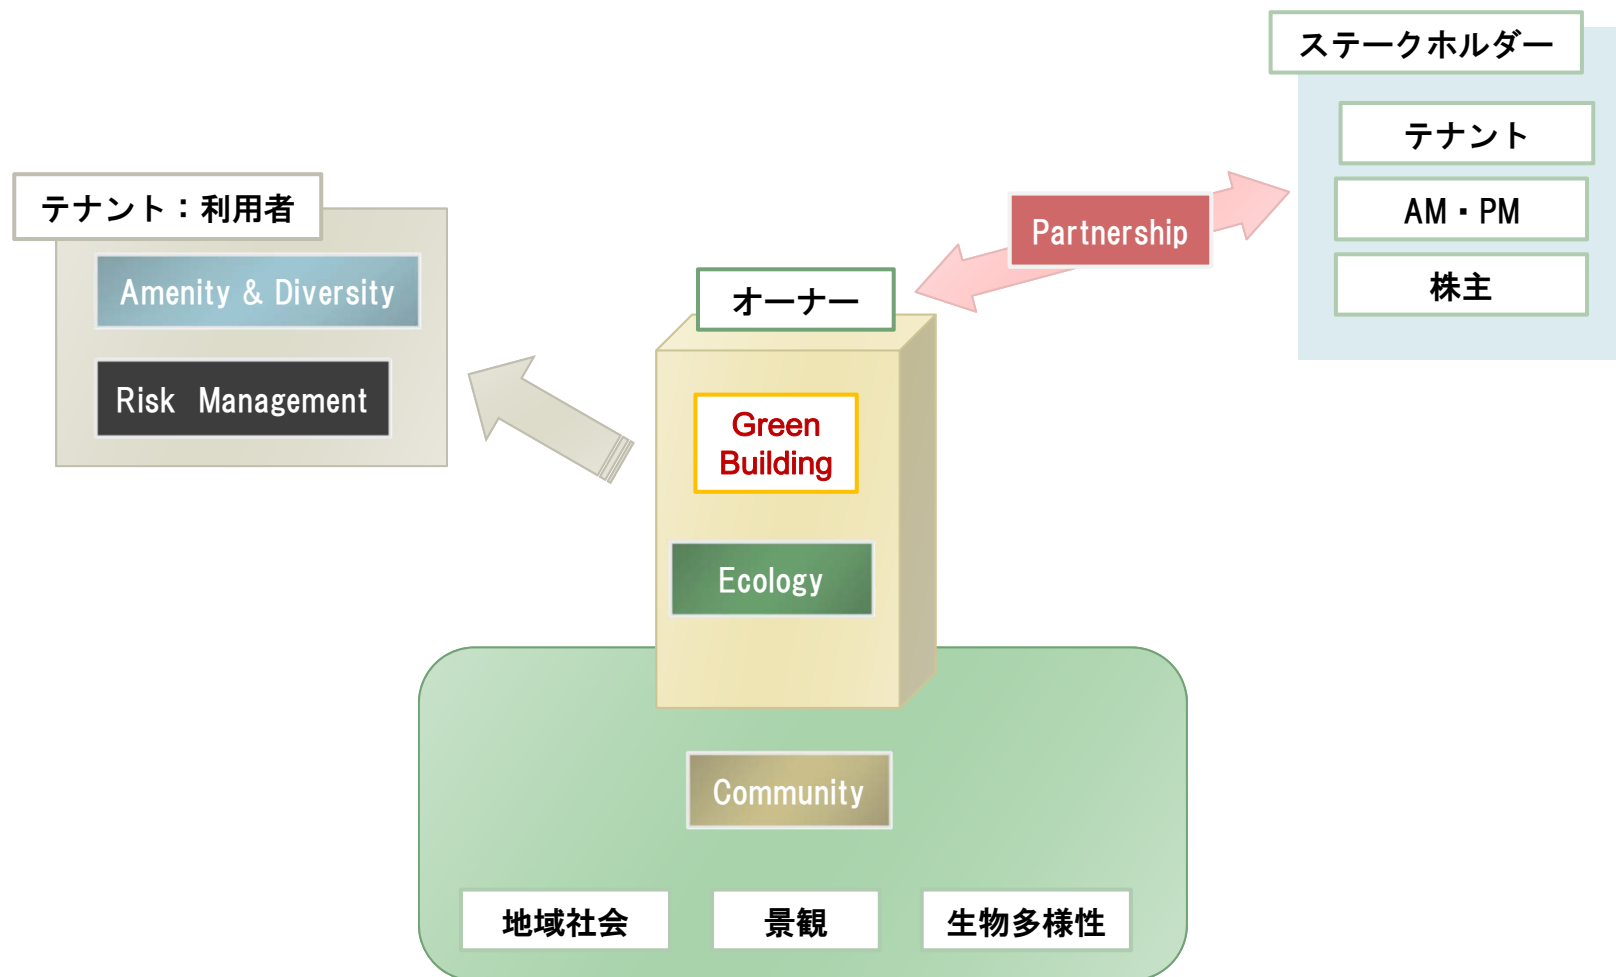 ステークホルダー
テナント
AM・PM
株主
Partnership
テナント：利用者
Amenity & Diversity
Risk Management
オーナー
Green
Building
Ecology
Community
地域社会
景観
生物多様性